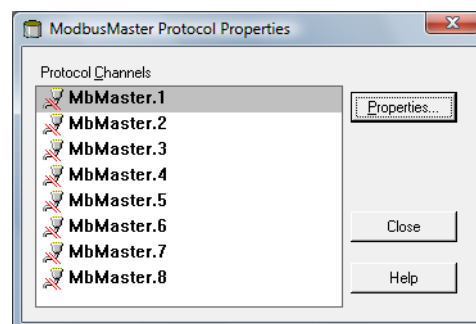 ModbusMaster Protocol Properties
Protocol Channels
MbMaster.1
MbMaster.2
MbMaster.3
MbMaster.4
MbMaster.5
MbMaster.6
MbMaster.7
MbMaster.8
Properties...
Close
Help